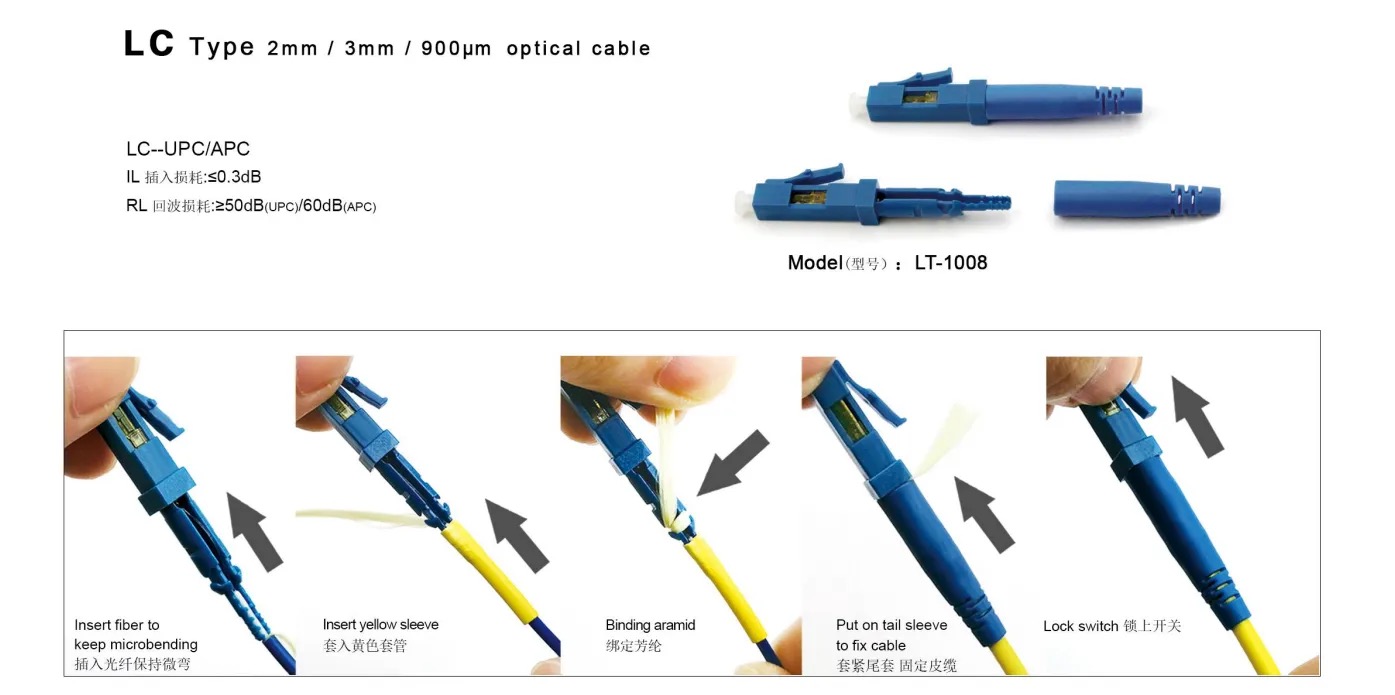 LC Type 2mm / 3mm / 900μm optical cable
LC--UPC/APC
IL 插入损耗:≤0.3dB
RL 回波损耗:≥50dB(UPC)/60dB(APC)
Model(型号)： LT-1008
Insert fiber to
keep microbending
插入光纤保持微弯
Insert yellow sleeve
套入黄色套管
Binding aramid
绑定芳纶
Put on tail sleeve
to fix cable
套紧尾套 固定皮缆
Lock switch 锁上开关